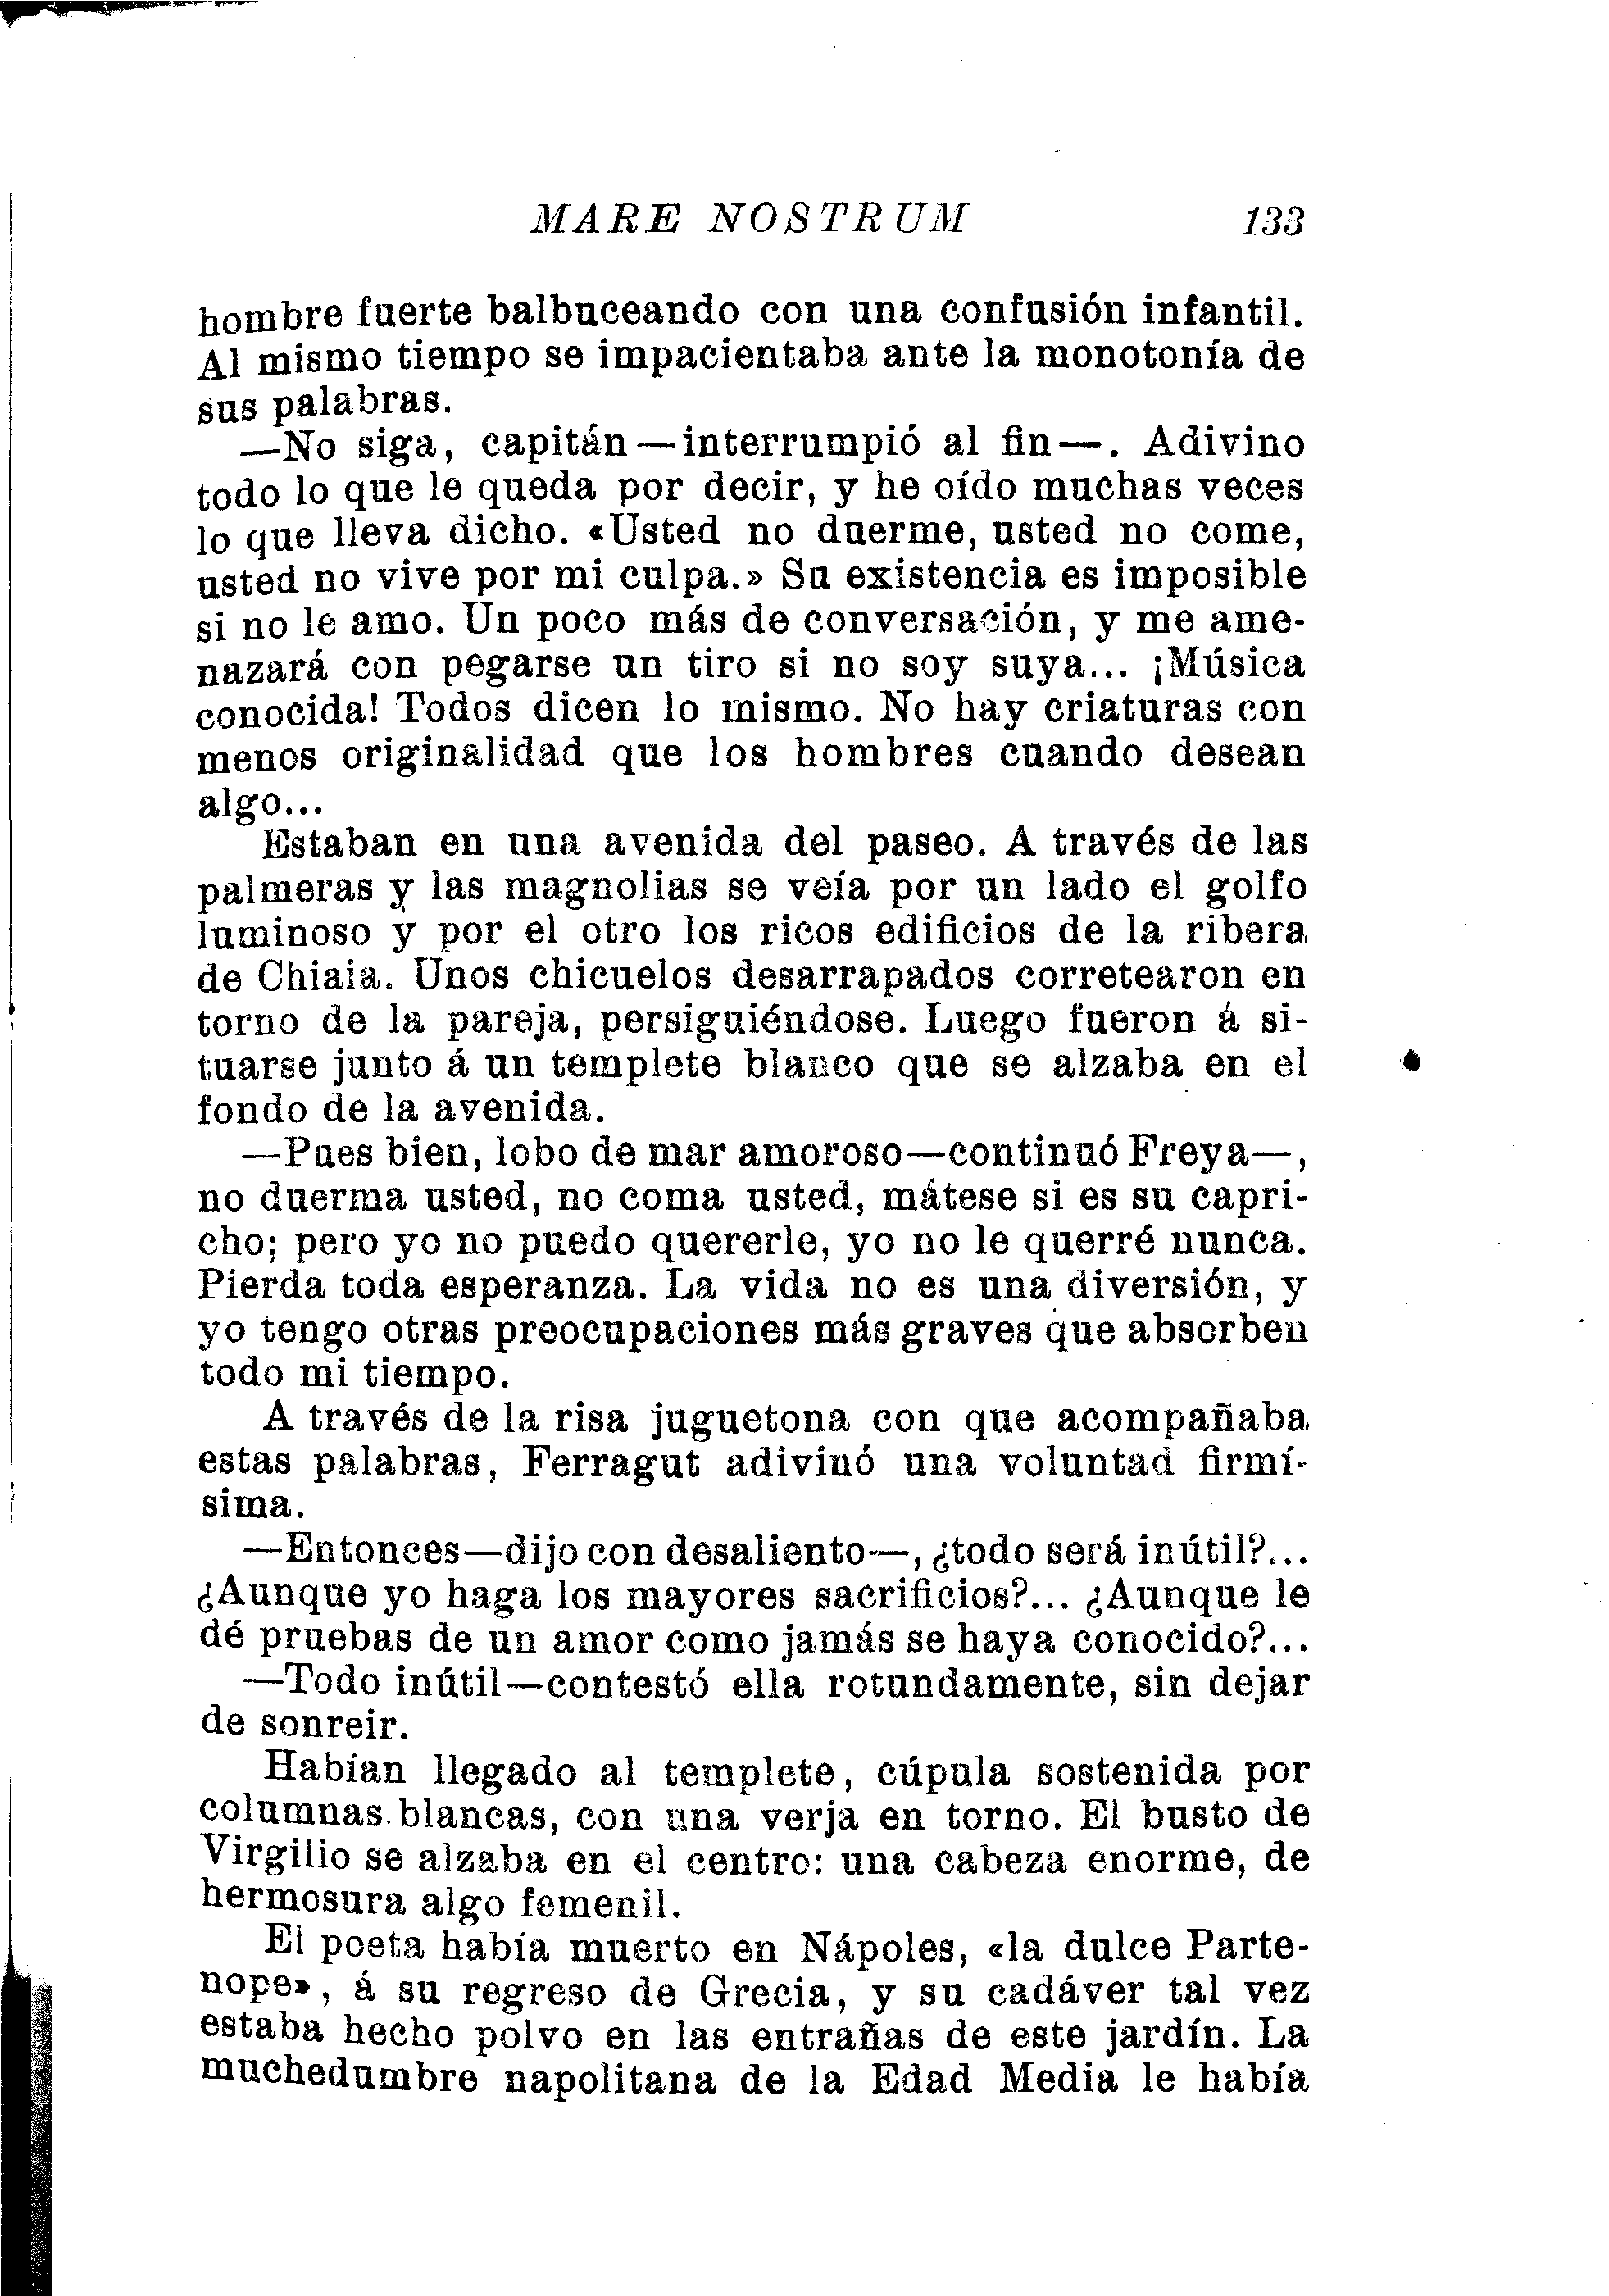 MARE NOSTRUM 133
hombre fuerte balbuceando con una confusión infantil.
Al mismo tiempo se impacientaba ante la monotonía de
sus palabras.
—No siga, capitán—interrumpió al fin—. Adivino
todo lo que le queda por decir, y he oído muchas veces
lo que lleva dicho. «Usted no duerme, usted no come,
usted no vive por mi culpa.» Su existencia es imposible
si no le amo. Un poco más de conversación, y me ame-
nazará con pegarse un tiro si no soy suya... ¡Música
conocida! Todos dicen lo mismo. No hay criaturas con
menos originalidad que los hombres cuando desean
algo...
Estaban en una avenida del paseo. A través de las
palmeras y las magnolias se veía por un lado el golfo
luminoso y por el otro los ricos edificios de la ribera
de Chiaia. Unos chicuelos desarrapados corretearon en
torno de la pareja, persiguiéndose. Luego fueron á si-
tuarse junto á un templete blanco que se alzaba en el
fondo de la avenida.
—Pues bien, lobo de mar amoroso—continuó Freya—,
no duerma usted, no coma usted, mátese si es su capri-
cho; pero yo no puedo quererle, yo no le querré nunca.
Pierda toda esperanza. La vida no es una diversión, y
yo tengo otras preocupaciones más graves que absorben
todo mi tiempo.
A través de la risa juguetona con que acompañaba
estas palabras, Ferragut adivinó una voluntad firmí-
sima.
—Entonces—dijo con desaliento—, ¿todo será inútil?...
¿Aunque yo haga los mayores sacrificios?... ¿Aunque le
dé pruebas de un amor como jamás se haya conocido?...
—Todo inútil—contestó ella rotundamente, sin dejar
de sonreir.
Habían llegado al templete, cúpula sostenida por
columnas blancas, con una verja en torno. El busto de
Virgilio se alzaba en el centro: una cabeza enorme, de
hermosura algo femenil.
El poeta había muerto en Nápoles, «la dulce Parte-
nope», á su regreso de Grecia, y su cadáver tal vez
estaba hecho polvo en las entrañas de este jardín. La
muchedumbre napolitana de la Edad Media le había